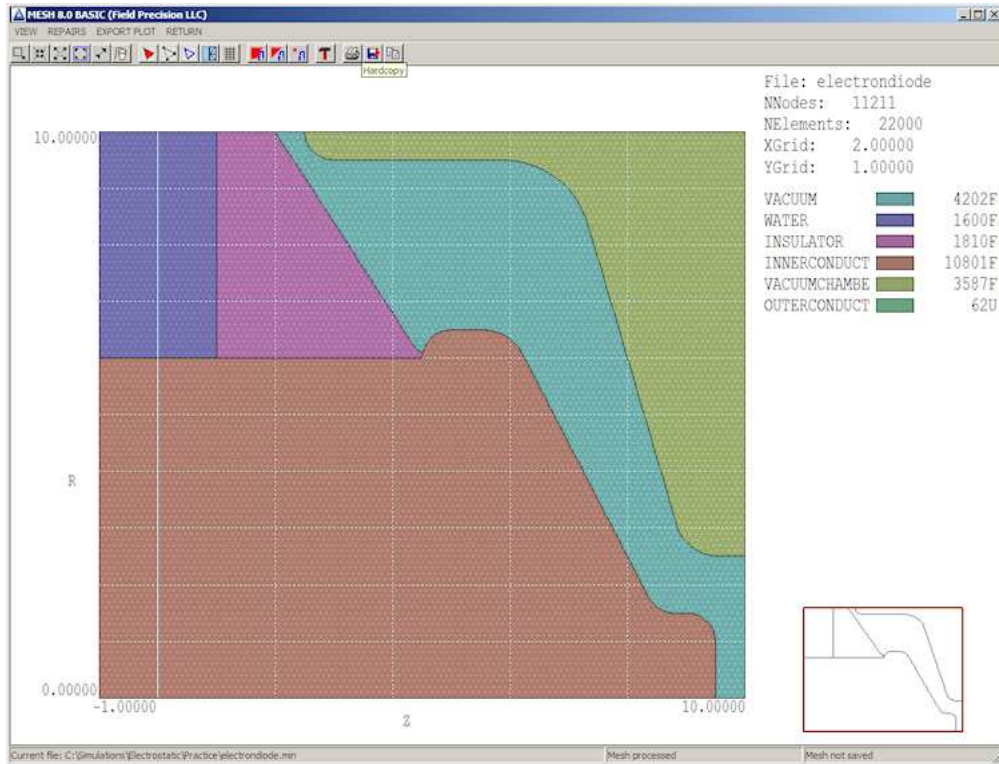 MESH 8.0 BASIC (Field Precision LLC)
VIEW REPAIRS EXPORT PLOT RETURN
Hardcopy
File: electrondiode
NNodes: 11211
NElements: 22000
XGrid: 2.00000
YGrid: 1.00000
VACUUM 4202F
WATER 1600F
INSULATOR 1810F
INNERCONDUCT 10801F
VACUUMCHAMBE 3587F
OUTERCONDUCT 62U
10.00000
R
0.00000
-1.00000
10.00000
Z
Current file: C:\Simulations\Electrostatic\Practice\electrondiode.min
Mesh processed
Mesh not saved